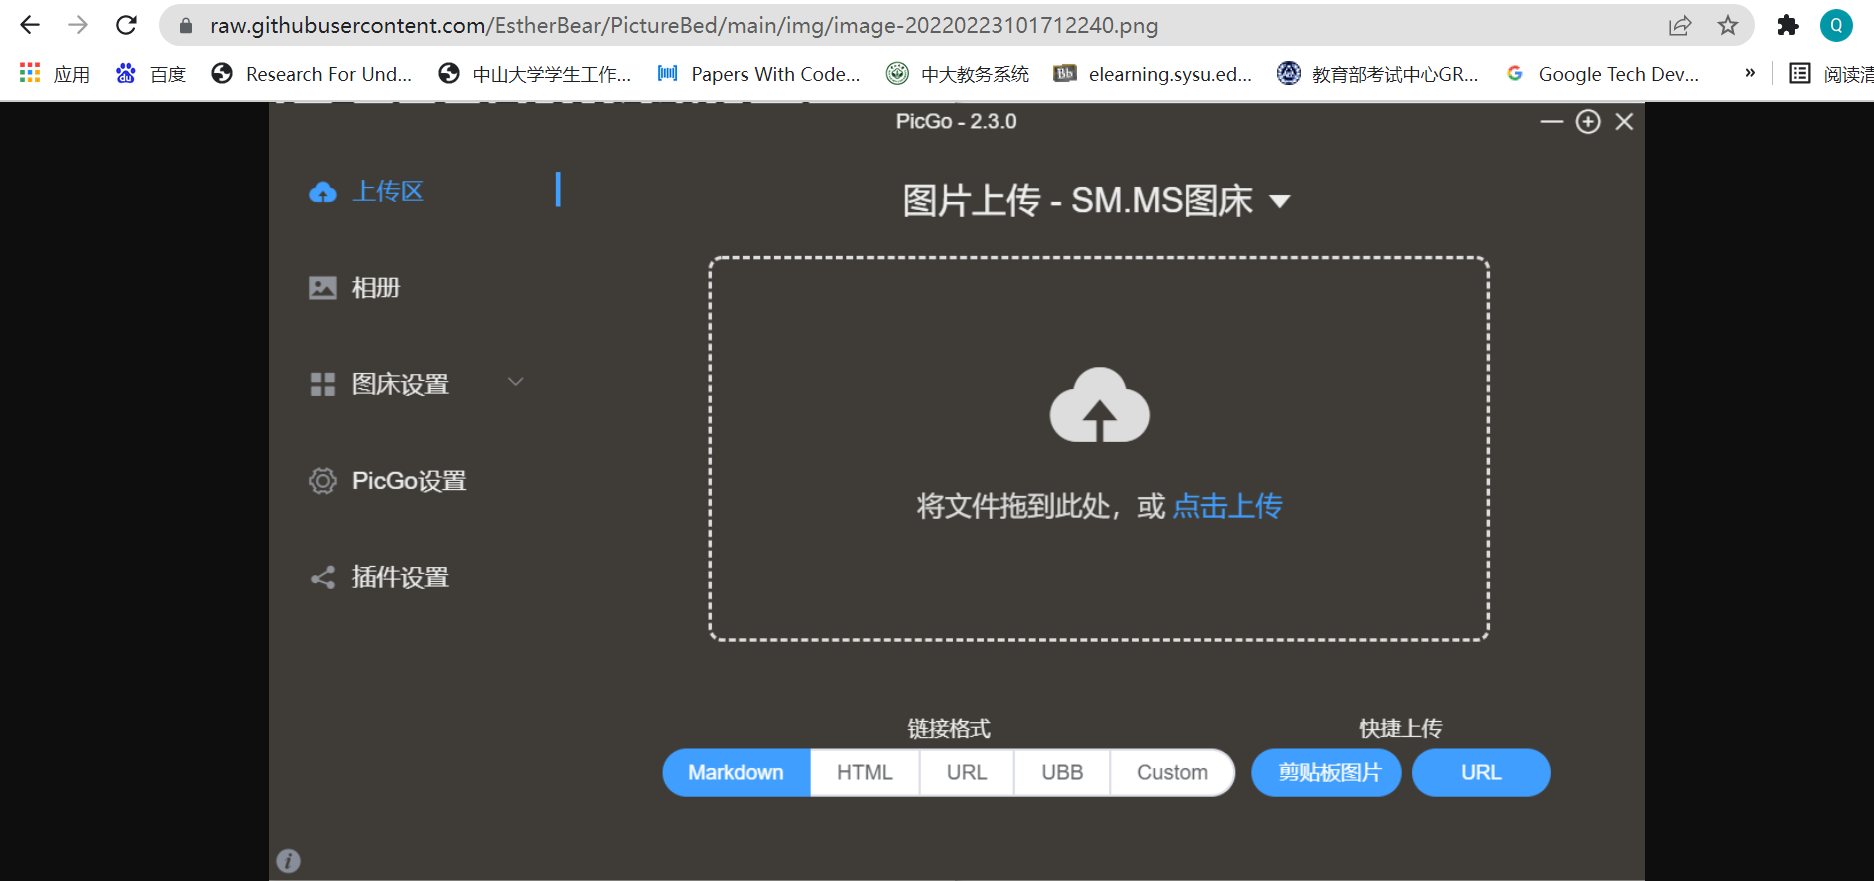 raw.githubusercontent.com/EstherBear/PictureBed/main/img/image-20220223101712240.png
Q
应用 百度 Research For Und... 中山大学学生工作... Papers With Code... 中大教务系统 Bb elearning.sysu.ed... 教育部考试中心GR... Google Tech Dev... » 阅读清
PicGo - 2.3.0
上传区
图片上传 - SM.MS图床
相册
图床设置
PicGo设置
将文件拖到此处，或 点击上传
插件设置
链接格式 快捷上传
Markdown HTML URL UBB Custom 剪贴板图片 URL